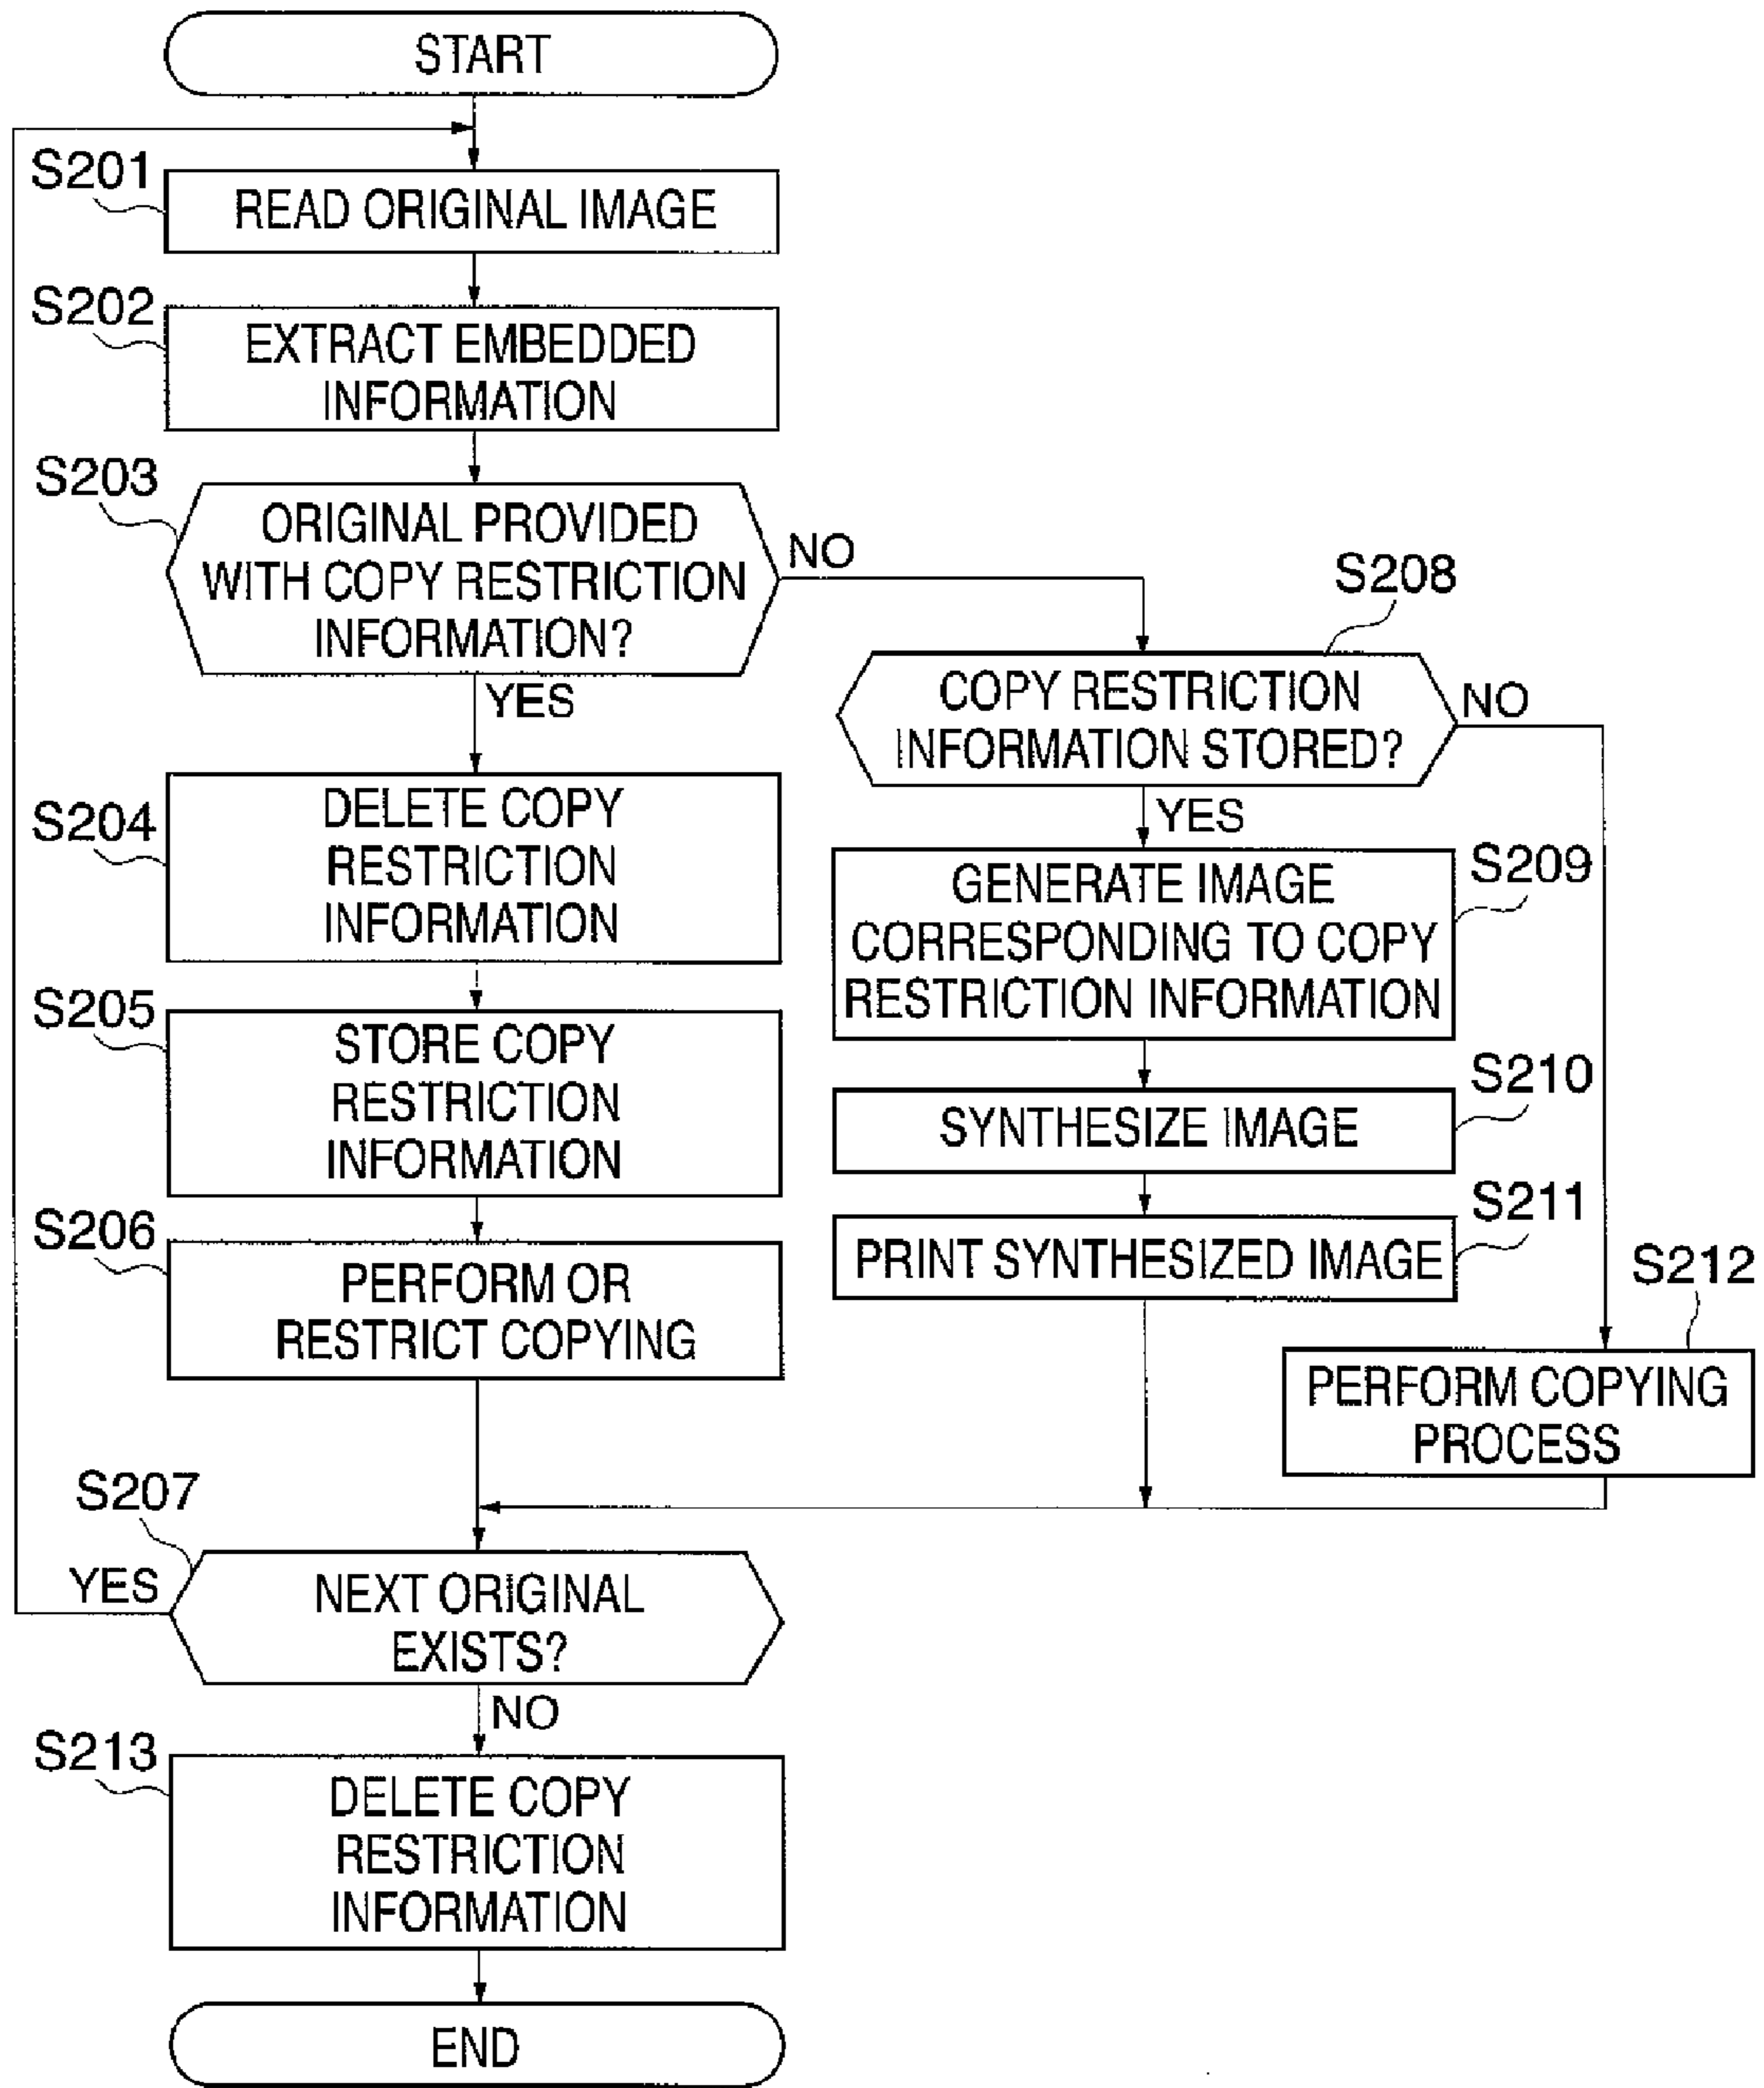 START
S201
READ ORIGINAL IMAGE
S202
EXTRACT EMBEDDED
INFORMATION
S203
ORIGINAL PROVIDED
WITH COPY RESTRICTION
INFORMATION?
NO
YES
S204
DELETE COPY
RESTRICTION
INFORMATION
S205
STORE COPY
RESTRICTION
INFORMATION
S206
PERFORM OR
RESTRICT COPYING
S207
YES
NEXT ORIGINAL
EXISTS?
NO
S213
DELETE COPY
RESTRICTION
INFORMATION
END
S208
COPY RESTRICTION
INFORMATION STORED?
NO
YES
S209
GENERATE IMAGE
CORRESPONDING TO COPY
RESTRICTION INFORMATION
S210
SYNTHESIZE IMAGE
S211
PRINT SYNTHESIZED IMAGE
S212
PERFORM COPYING
PROCESS